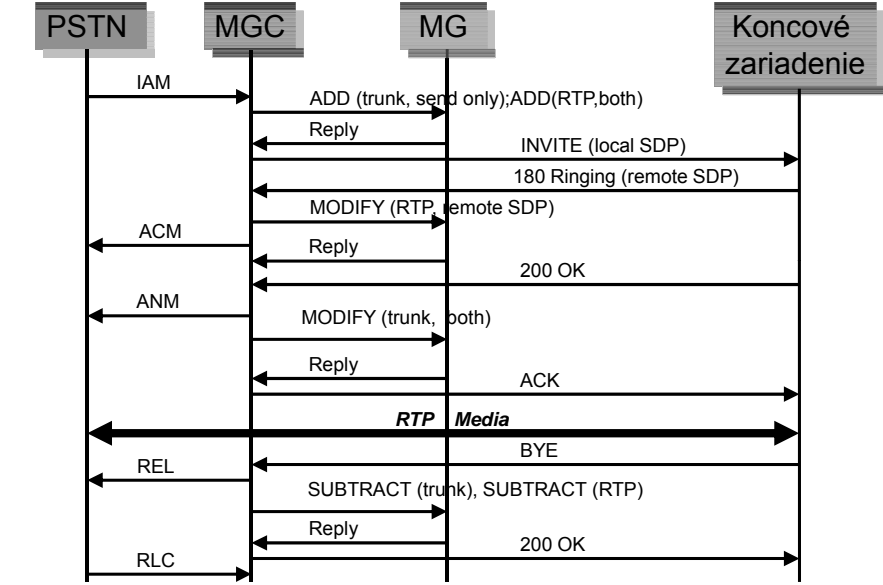 PSTN
MGC
MG
Koncové
zariadenie
IAM
ADD (trunk, send only);ADD(RTP,both)
Reply
INVITE (local SDP)
180 Ringing (remote SDP)
MODIFY (RTP, remote SDP)
ACM
Reply
200 OK
ANM
MODIFY (trunk, both)
Reply
ACK
RTP Media
BYE
REL
SUBTRACT (trunk), SUBTRACT (RTP)
Reply
200 OK
RLC